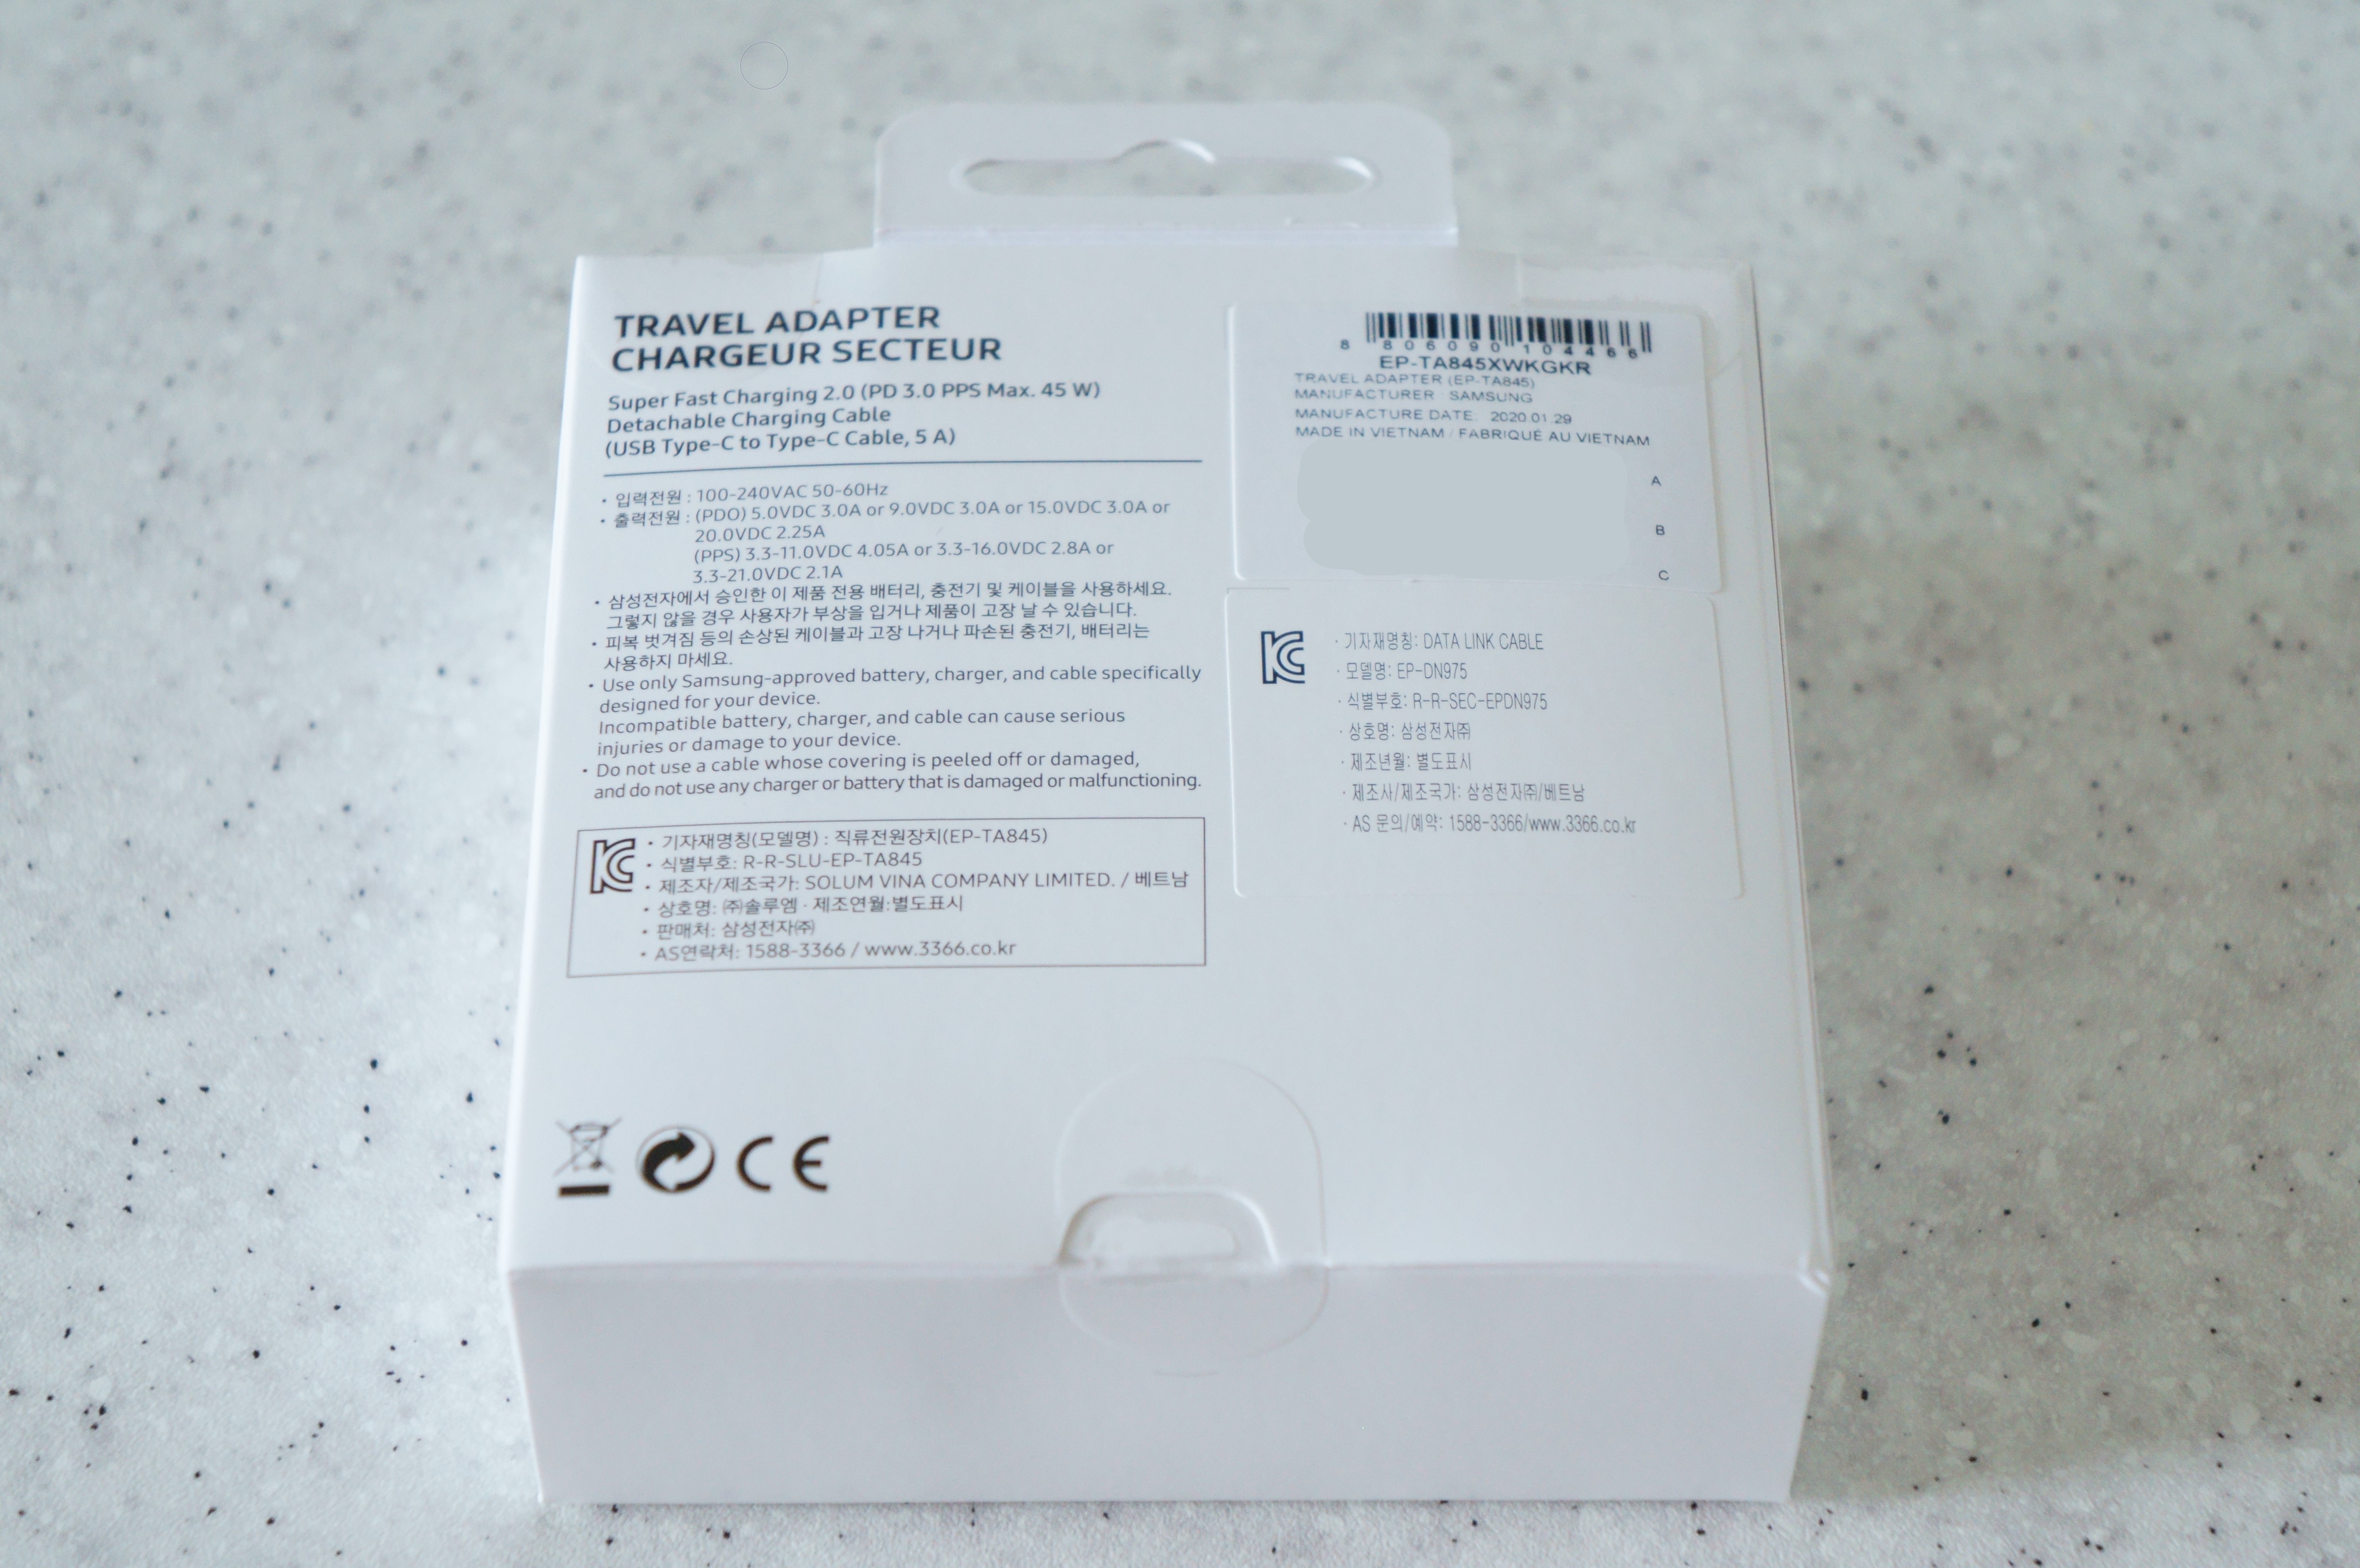 TRAVEL ADAPTER
CHARGEUR SECTEUR
Super Fast Charging 2.0 (PD 3.0 PPS Max. 45 W)
Detachable Charging Cable
(USB Type-C to Type-C Cable, 5 A)
• 입력전원 : 100-240VAC 50-60Hz
• 출력전원 : (PDO) 5.0VDC 3.0A or 9.0VDC 3.0A or 15.0VDC 3.0A or
20.0VDC 2.25A
(PPS) 3.3-11.0VDC 4.05A or 3.3-16.0VDC 2.8A or
3.3-21.0VDC 2.1A
• 삼성전자에서 승인한 이 제품 전용 배터리, 충전기 및 케이블을 사용하세요.
그렇지 않을 경우 사용자가 부상을 입거나 제품이 고장 날 수 있습니다.
• 피복 벗겨짐 등의 손상된 케이블과 고장 나거나 파손된 충전기, 배터리는
사용하지 마세요.
• Use only Samsung-approved battery, charger, and cable specifically
designed for your device.
Incompatible battery, charger, and cable can cause serious
injuries or damage to your device.
• Do not use a cable whose covering is peeled off or damaged,
and do not use any charger or battery that is damaged or malfunctioning.
• 기자재명칭(모델명) : 직류전원장치(EP-TA845)
• 식별부호: R-R-SLU-EP-TA845
• 제조자/제조국가: SOLUM VINA COMPANY LIMITED. / 베트남
• 상호명: ㈜솔루엠 · 제조연월:별도표시
• 판매처: 삼성전자㈜
• AS연락처: 1588-3366 / www.3366.co.kr
CE
8 806090 104466
EP-TA845XWKGKR
TRAVEL ADAPTER (EP-TA845)
MANUFACTURER : SAMSUNG
MANUFACTURE DATE: 2020.01.29
MADE IN VIETNAM / FABRIQUÉ AU VIETNAM
A
B
C
· 기자재명칭: DATA LINK CABLE
· 모델명: EP-DN975
· 식별부호: R-R-SEC-EPDN975
· 상호명: 삼성전자㈜
· 제조년월: 별도표시
· 제조사/제조국가: 삼성전자㈜/베트남
· AS 문의/예약: 1588-3366/www.3366.co.kr